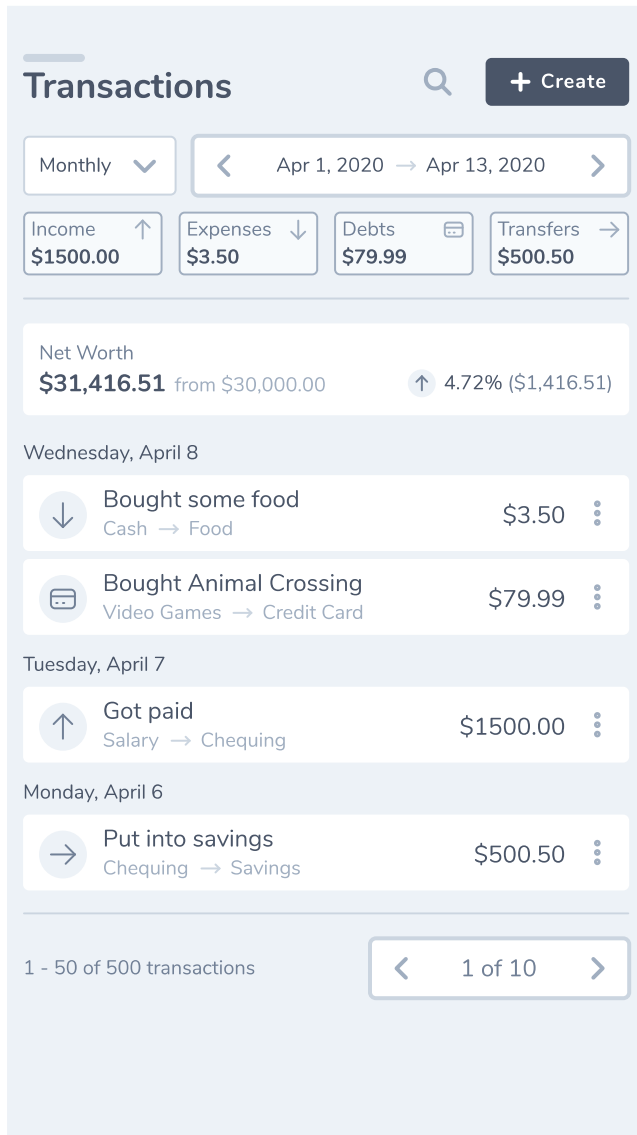 Transactions
Create
Monthly
Apr 1, 2020 → Apr 13, 2020
Income
$1500.00
Expenses
$3.50
Debts
$79.99
Transfers
$500.50
Net Worth
$31,416.51 from $30,000.00
4.72% ($1,416.51)
Wednesday, April 8
Bought some food
Cash → Food
$3.50
Bought Animal Crossing
Video Games → Credit Card
$79.99
Tuesday, April 7
Got paid
Salary → Chequing
$1500.00
Monday, April 6
Put into savings
Chequing → Savings
$500.50
1 - 50 of 500 transactions
1 of 10